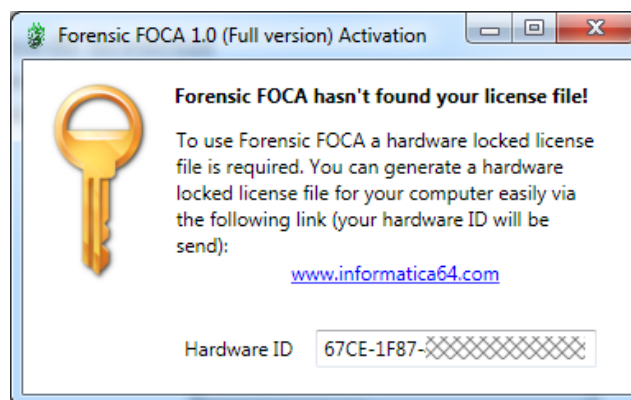 Forensic FOCA 1.0 (Full version) Activation
Forensic FOCA hasn't found your license file!
To use Forensic FOCA a hardware locked license
file is required. You can generate a hardware
locked license file for your computer easily via
the following link (your hardware ID will be
send):
www.informatica64.com
Hardware ID 67CE-1F87-